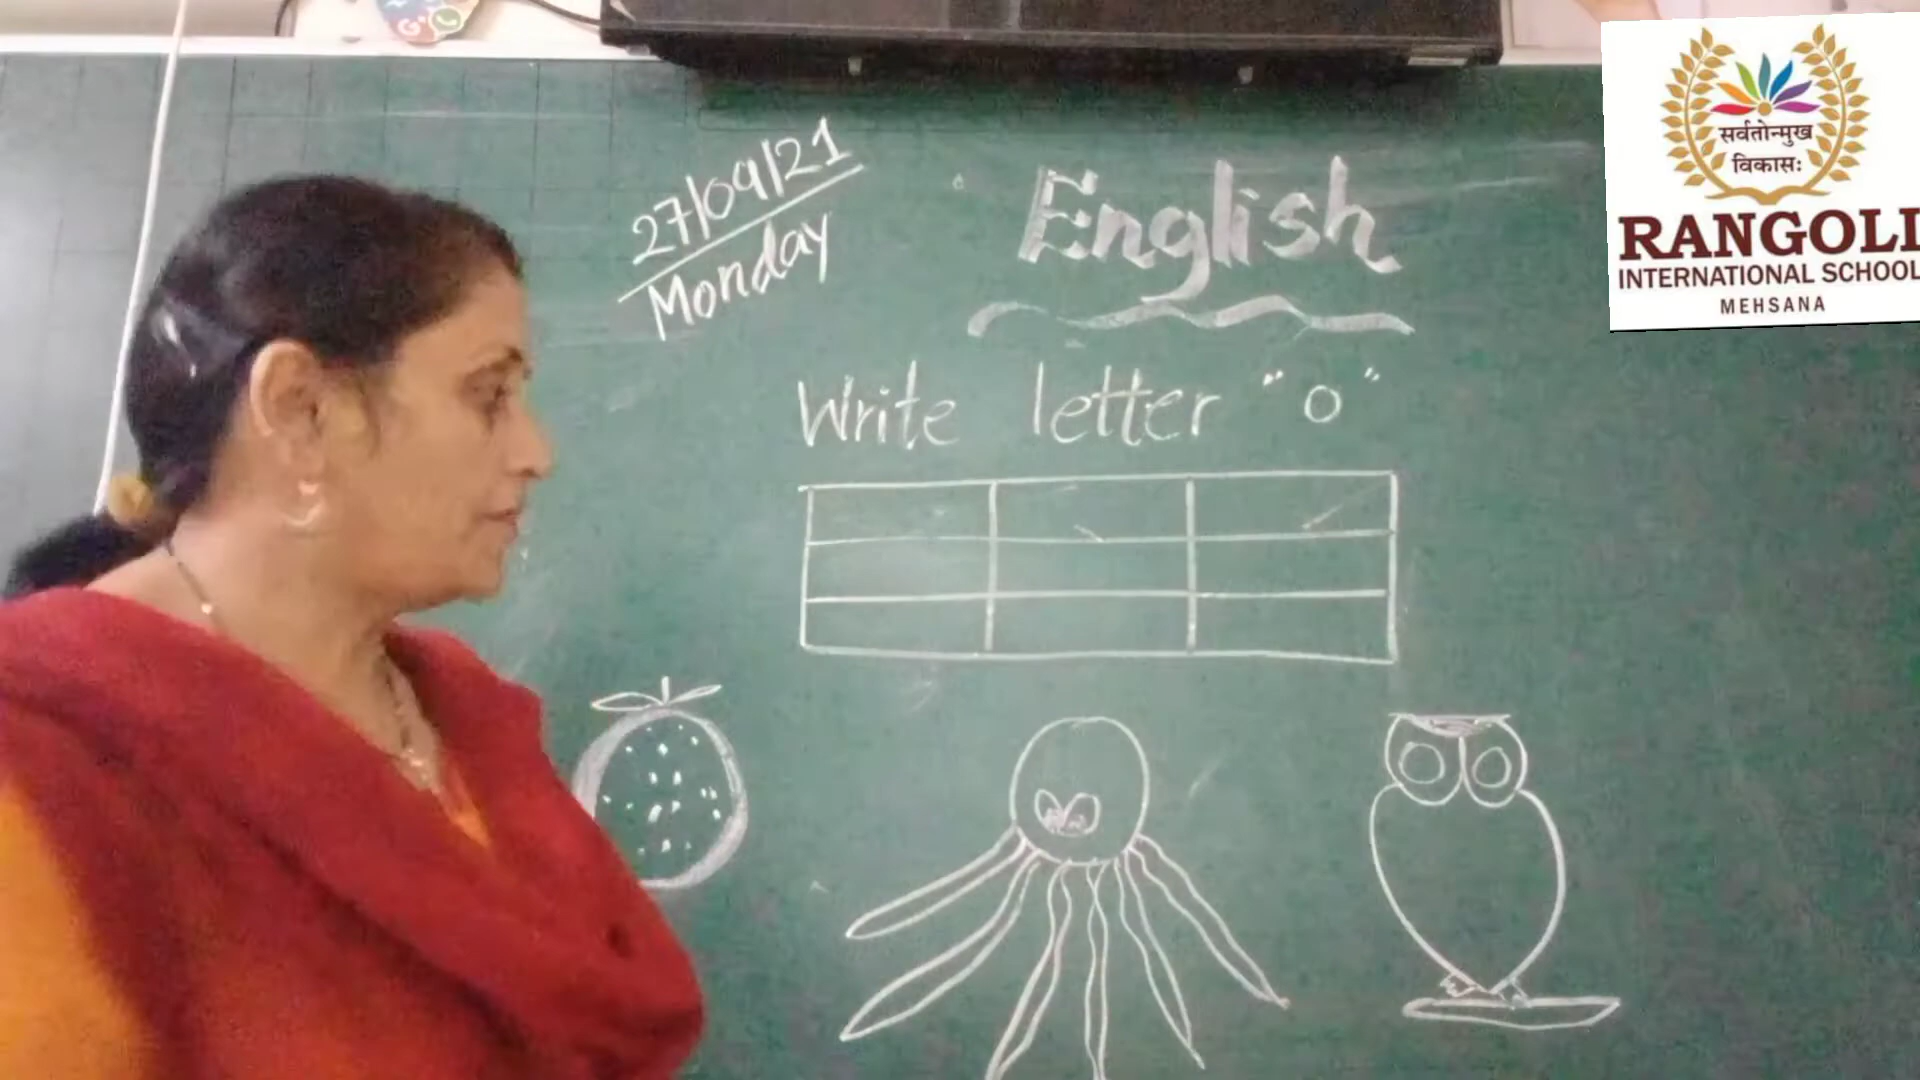 27/09/21
Monday
English
Write letter "o"
सर्वतोन्मुख
विकासः
RANGOLI
INTERNATIONAL SCHOOL
MEHSANA